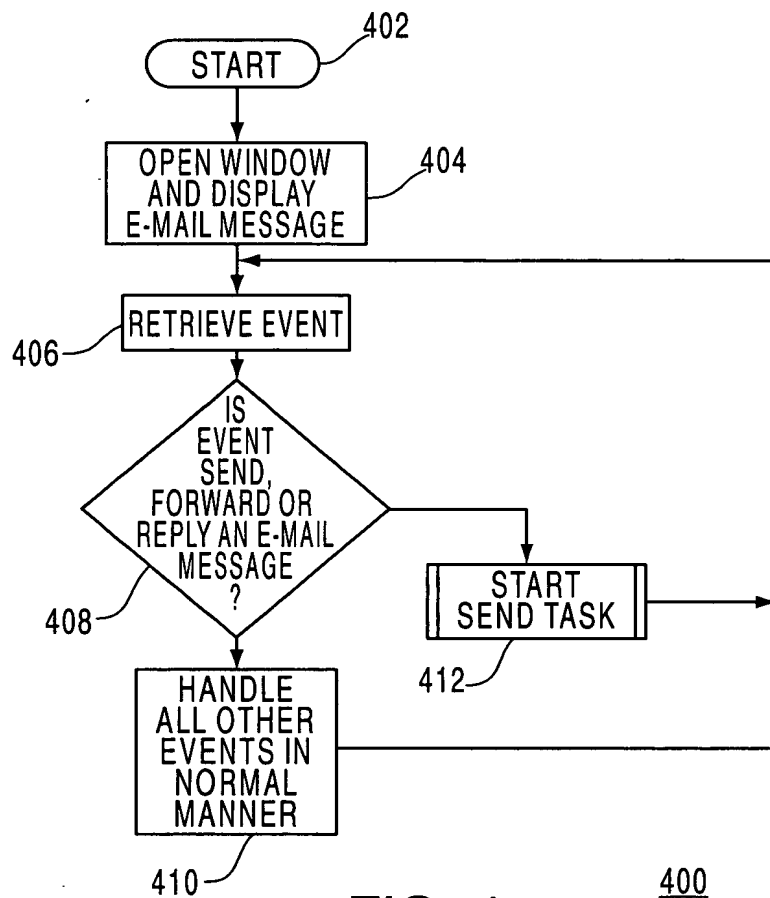 402
START
OPEN WINDOW
AND DISPLAY
E-MAIL MESSAGE
404
RETRIEVE EVENT
406
IS
EVENT
SEND,
FORWARD OR
REPLY AN E-MAIL
MESSAGE
?
408
START
SEND TASK
412
HANDLE
ALL OTHER
EVENTS IN
NORMAL
MANNER
410
400